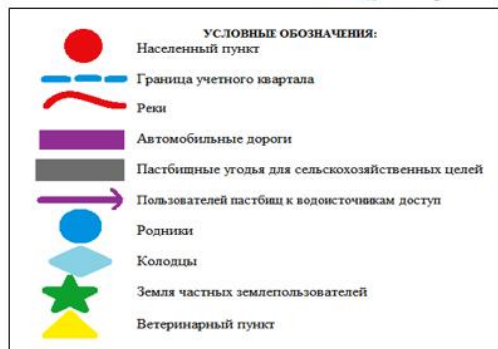 УСЛОВНЫЕ ОБОЗНАЧЕНИЯ:
Населенный пункт
Граница учетного квартала
Реки
Автомобильные дороги
Пастбищные угодья для сельскохозяйственных целей
Пользователей пастбищ к водоисточникам доступ
Родники
Колодцы
Земля частных землепользователей
Ветеринарный пункт